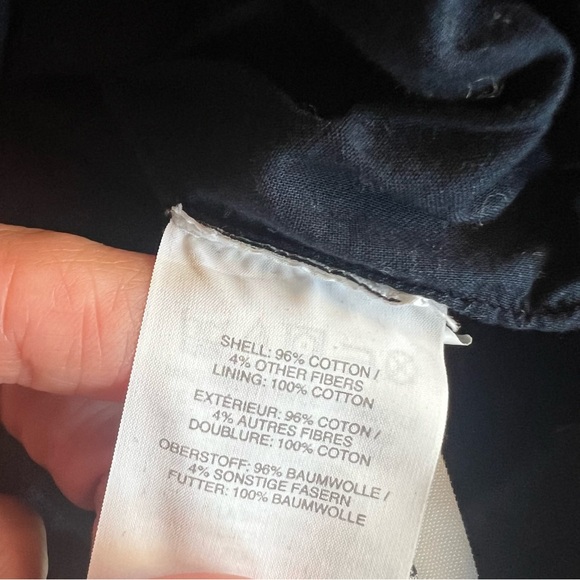 SHELL: 96% COTTON /
4% OTHER FIBERS
LINING: 100% COTTON
EXTÉRIEUR: 96% COTON /
4% AUTRES FIBRES
DOUBLURE: 100% COTON
OBERSTOFF: 96% BAUMWOLLE /
4% SONSTIGE FASERN
FUTTER: 100% BAUMWOLLE